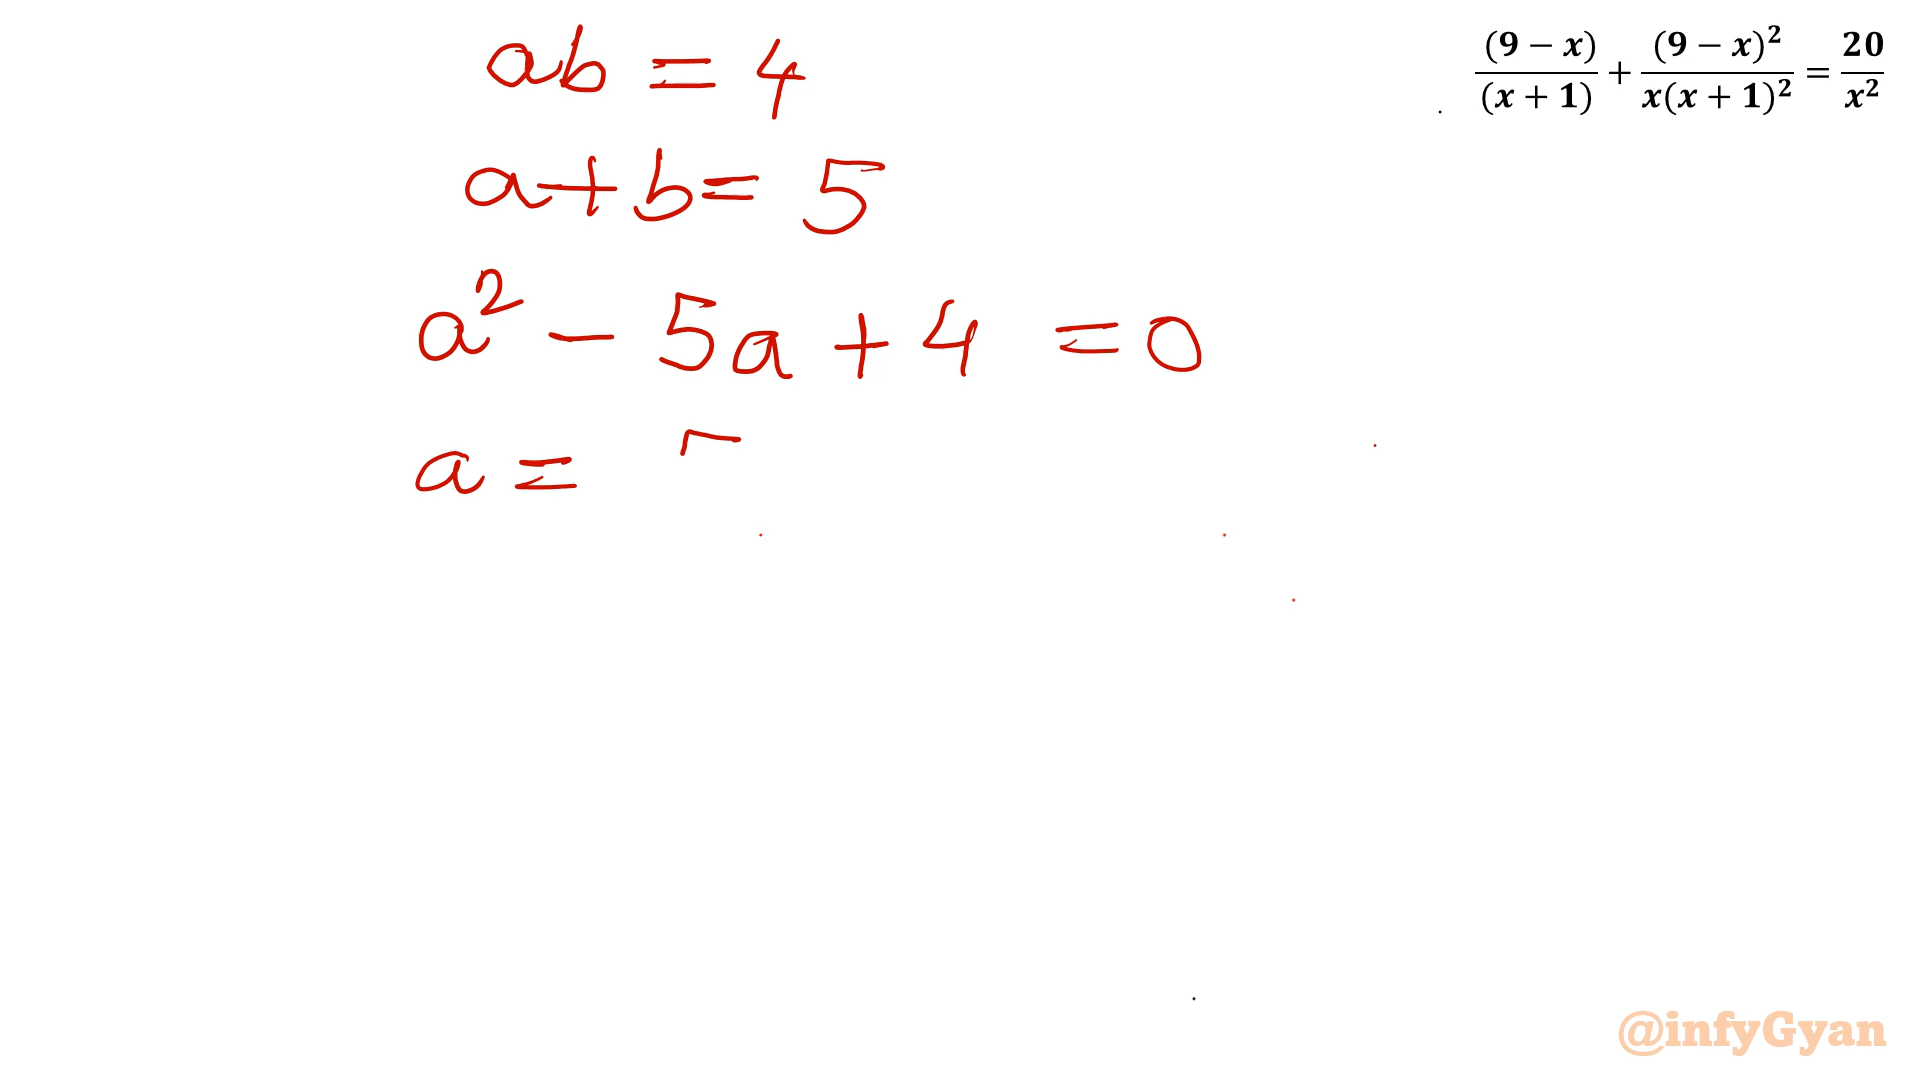 ab = 4
(9 − x)/(x + 1) + (9 − x)²/x(x + 1)² = 20/x²
a+b= 5
a² − 5a + 4 = 0
a =
@infyGyan